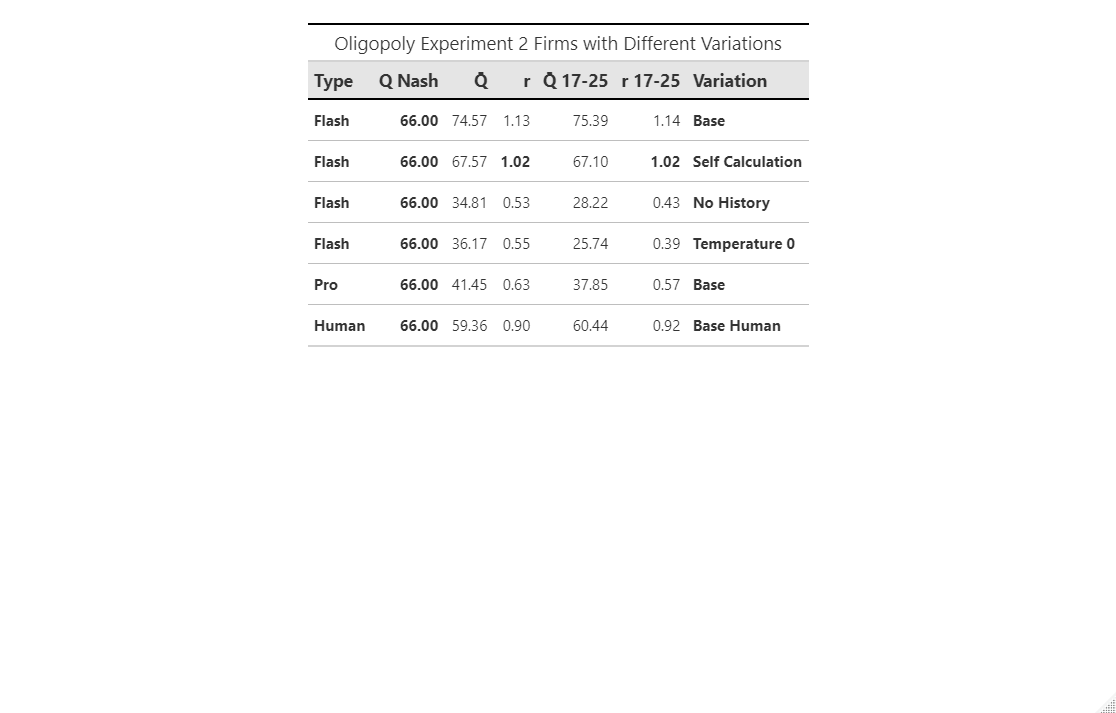 Oligopoly Experiment 2 Firms with Different Variations
Type Q Nash Q̄ r Q̄ 17-25 r 17-25 Variation
Flash 66.00 74.57 1.13 75.39 1.14 Base
Flash 66.00 67.57 1.02 67.10 1.02 Self Calculation
Flash 66.00 34.81 0.53 28.22 0.43 No History
Flash 66.00 36.17 0.55 25.74 0.39 Temperature 0
Pro 66.00 41.45 0.63 37.85 0.57 Base
Human 66.00 59.36 0.90 60.44 0.92 Base Human